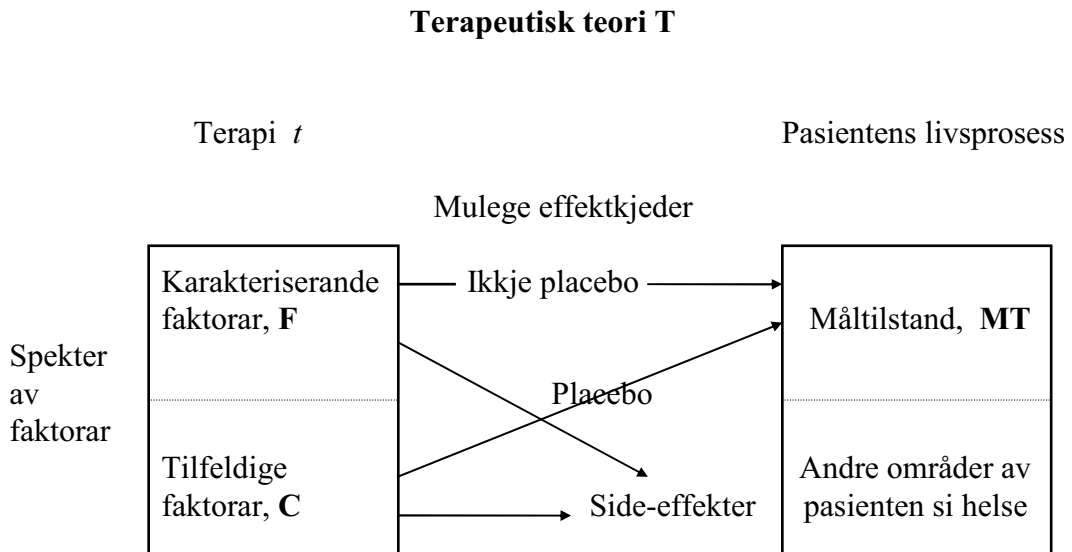 Terapeutisk teori T
Terapi t
Pasientens livsprosess
Mulege effektkjeder
Spekter
av
faktorar
Karakteriserande
faktorar, F
Ikkje placebo
Måltilstand, MT
Placebo
Tilfeldige
faktorar, C
Side-effekter
Andre områder av
pasienten si helse